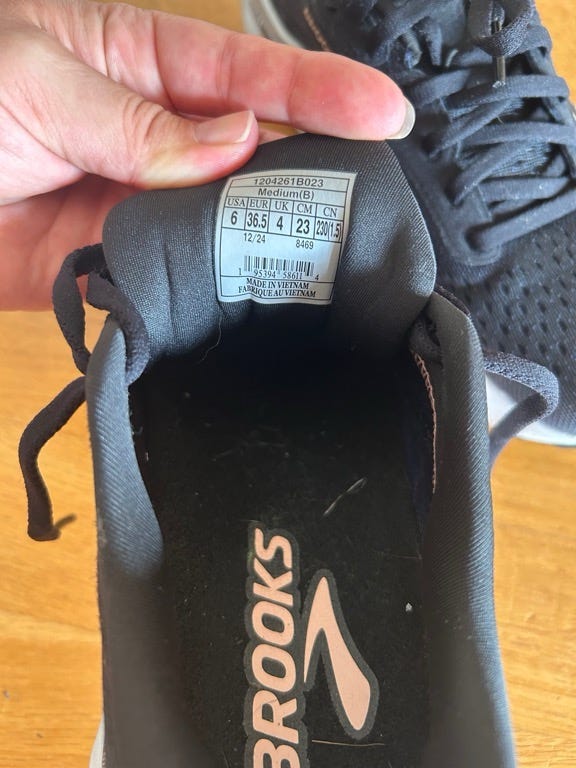 1204261B023
Medium(B)
USA EUR UK CM CN
6 36.5 4 23 230(1.5)
12/24 8469
1 95394 58611 4
MADE IN VIETNAM
FABRIQUE AU VIETNAM
BROOKS